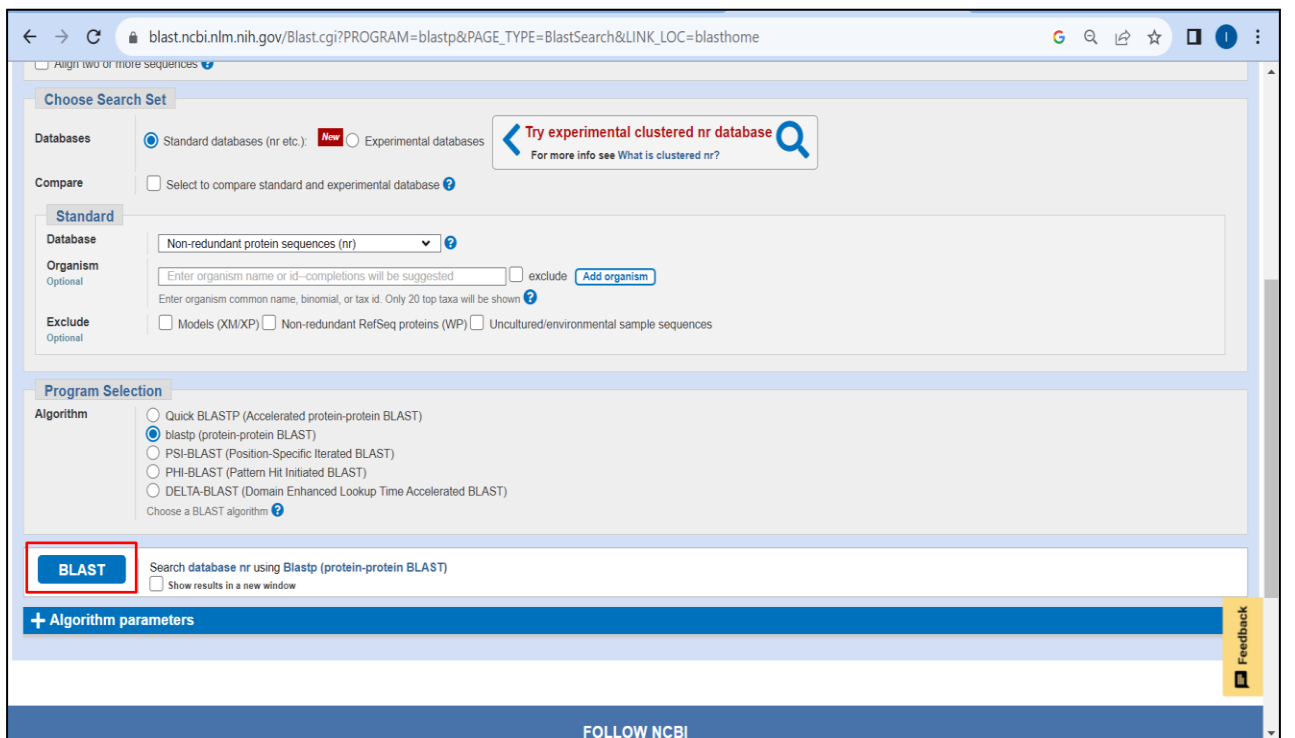 blast.ncbi.nlm.nih.gov/Blast.cgi?PROGRAM=blastp&PAGE_TYPE=BlastSearch&LINK_LOC=blasthome
G
I
Align two or more sequences ?
Choose Search Set
Databases
Standard databases (nr etc.): New Experimental databases
Try experimental clustered nr database
For more info see What is clustered nr?
Compare
Select to compare standard and experimental database ?
Standard
Database
Non-redundant protein sequences (nr)
?
Organism
Optional
Enter organism name or id--completions will be suggested
exclude Add organism
Enter organism common name, binomial, or tax id. Only 20 top taxa will be shown ?
Exclude
Optional
Models (XM/XP) Non-redundant RefSeq proteins (WP) Uncultured/environmental sample sequences
Program Selection
Algorithm
Quick BLASTP (Accelerated protein-protein BLAST)
blastp (protein-protein BLAST)
PSI-BLAST (Position-Specific Iterated BLAST)
PHI-BLAST (Pattern Hit Initiated BLAST)
DELTA-BLAST (Domain Enhanced Lookup Time Accelerated BLAST)
Choose a BLAST algorithm ?
BLAST
Search database nr using Blastp (protein-protein BLAST)
Show results in a new window
+ Algorithm parameters
Feedback
FOLLOW NCBI